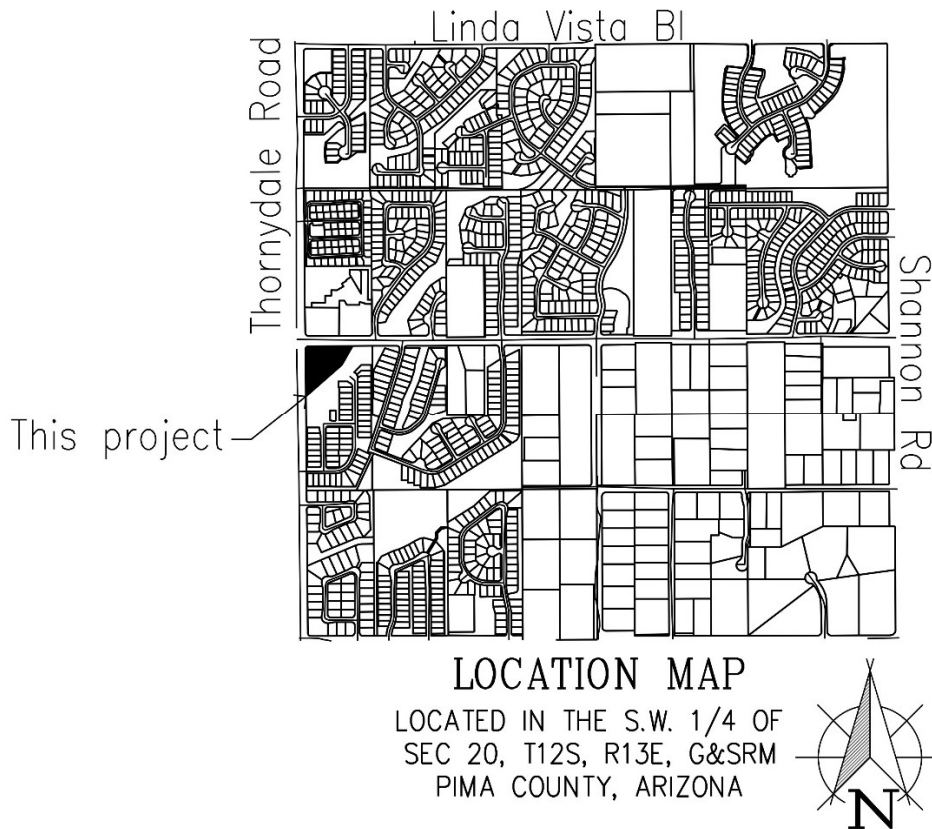 Linda Vista Bl
Thornydale Road
Shannon Rd
This project
LOCATION MAP
LOCATED IN THE S.W. 1/4 OF
SEC 20, T12S, R13E, G&SRM
PIMA COUNTY, ARIZONA
N